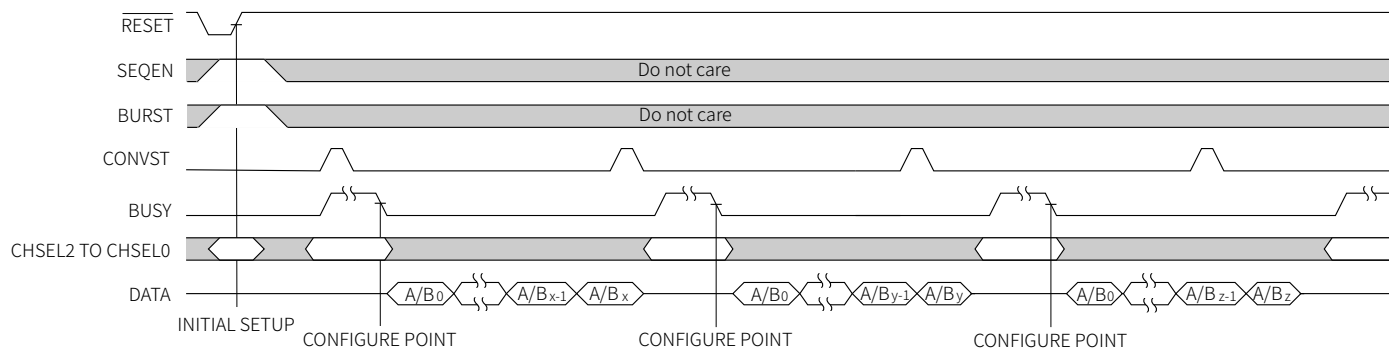 RESET
SEQEN Do not care
BURST Do not care
CONVST
BUSY
CHSEL2 TO CHSEL0
DATA A/B0 A/Bx-1 A/Bx A/B0 A/By-1 A/By A/B0 A/Bz-1 A/Bz
INITIAL SETUP CONFIGURE POINT CONFIGURE POINT CONFIGURE POINT